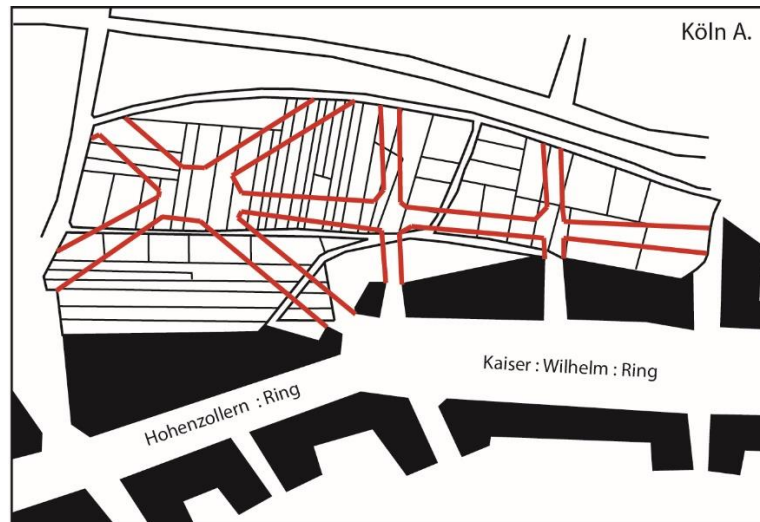 Köln A.
Kaiser : Wilhelm : Ring
Hohenzollern : Ring